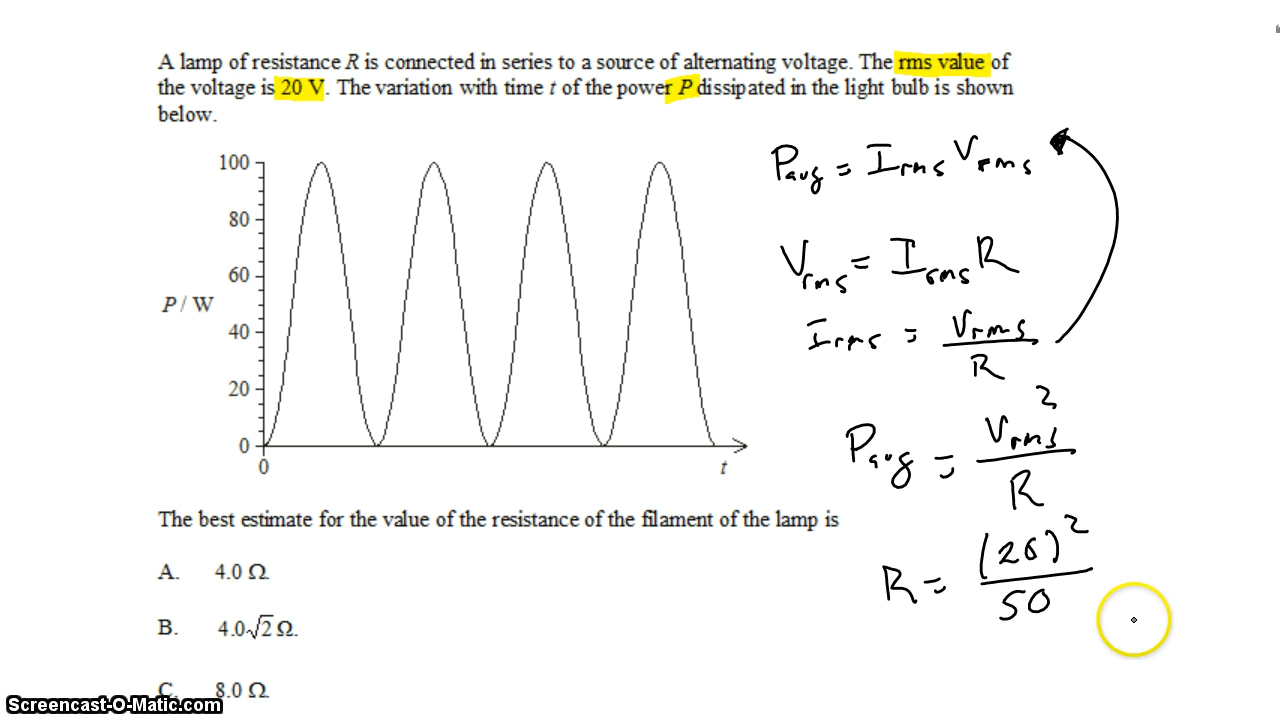 A lamp of resistance R is connected in series to a source of alternating voltage. The rms value of
the voltage is 20 V. The variation with time t of the power P dissipated in the light bulb is shown
below.
100
80
60
P / W
40
20
0
0
t
Pavg = Irms Vrms
Vrms = Irms R
Irms = Vrms
R
Pavg = Vrms²
R
R = (20)²
50
The best estimate for the value of the resistance of the filament of the lamp is
A. 4.0 Ω.
B. 4.0√2 Ω.
C. 8.0 Ω.
Screencast-O-Matic.com